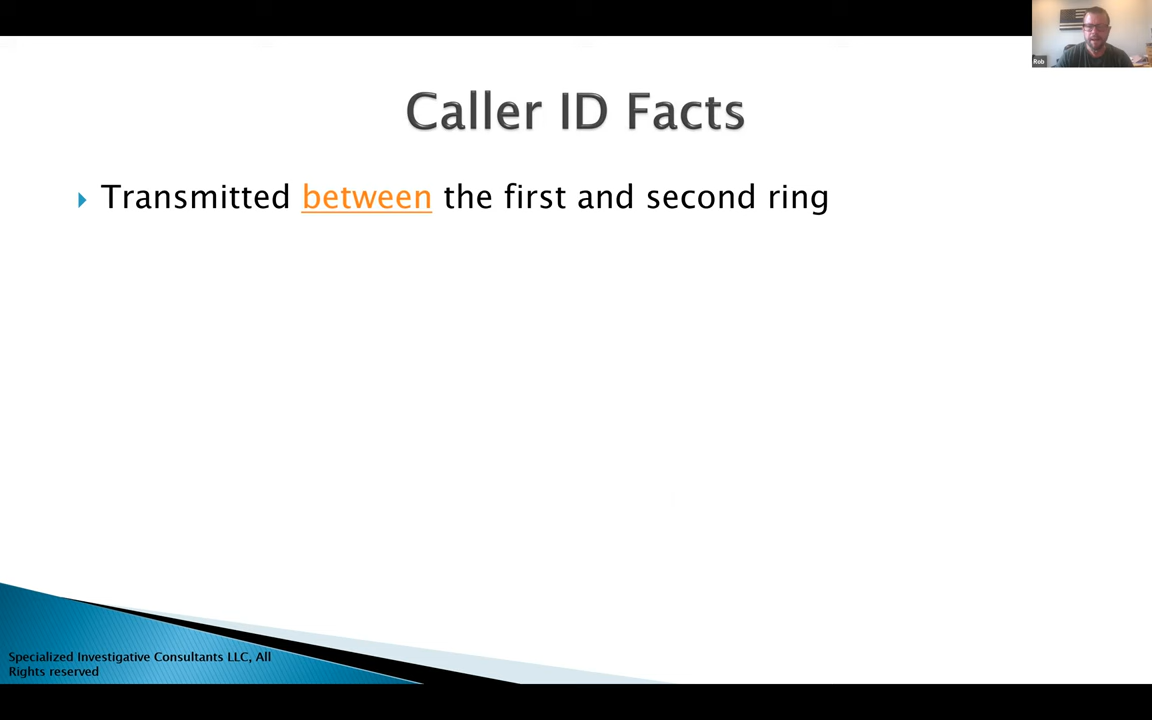 Rob
Caller ID Facts
Transmitted between the first and second ring
Specialized Investigative Consultants LLC, All
Rights reserved